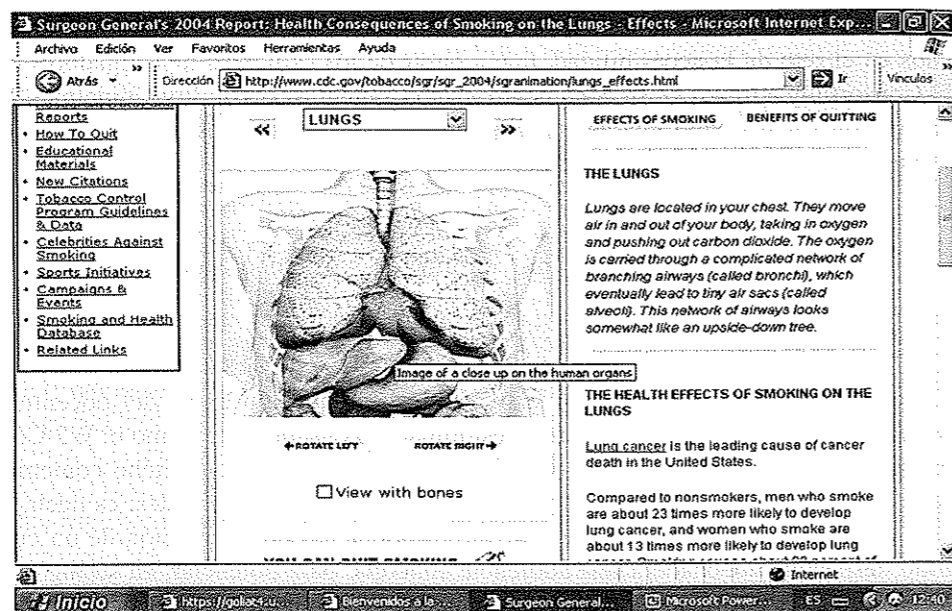 Surgeon General's 2004 Report: Health Consequences of Smoking on the Lungs - Effects - Microsoft Internet Exp...
Archivo Edición Ver Favoritos Herramientas Ayuda
Atrás Dirección http://www.cdc.gov/tobacco/sgr/sgr_2004/sgranimation/lungs_effects.html Ir Vínculos
Reports
How To Quit
Educational
Materials
New Citations
Tobacco Control
Program Guidelines
& Data
Celebrities Against
Smoking
Sports Initiatives
Campaigns &
Events
Smoking and Health
Database
Related Links
LUNGS
Image of a close up on the human organs
ROTATE LEFT ROTATE RIGHT
View with bones
YOU CAN QUIT SMOKING
EFFECTS OF SMOKING BENEFITS OF QUITTING
THE LUNGS
Lungs are located in your chest. They move
air in and out of your body, taking in oxygen
and pushing out carbon dioxide. The oxygen
is carried through a complicated network of
branching airways (called bronchi), which
eventually lead to tiny air sacs (called
alveoli). This network of airways looks
somewhat like an upside-down tree.
THE HEALTH EFFECTS OF SMOKING ON THE
LUNGS
Lung cancer is the leading cause of cancer
death in the United States.
Compared to nonsmokers, men who smoke
are about 23 times more likely to develop
lung cancer, and women who smoke are
about 13 times more likely to develop lung
Internet
Inicio https://goliat4.u... Bienvenidos a la ... Surgeon General... Microsoft Power... ES 12:40